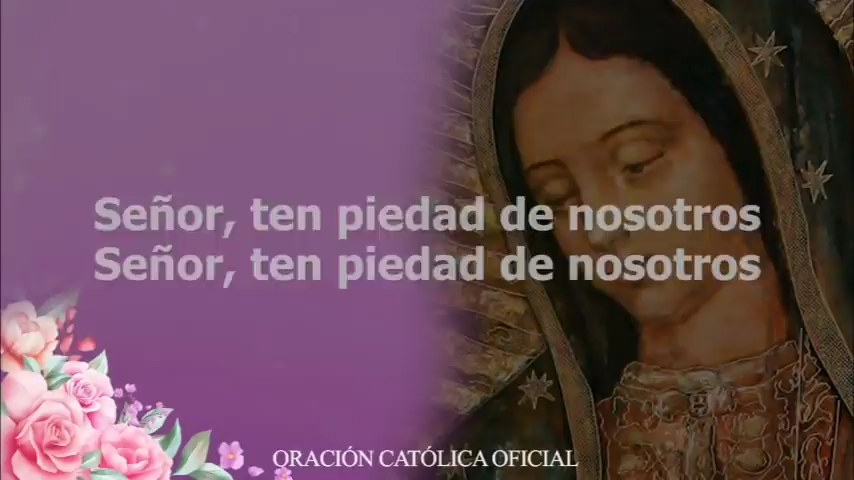 Señor, ten piedad de nosotros
Señor, ten piedad de nosotros
ORACIÓN CATÓLICA OFICIAL